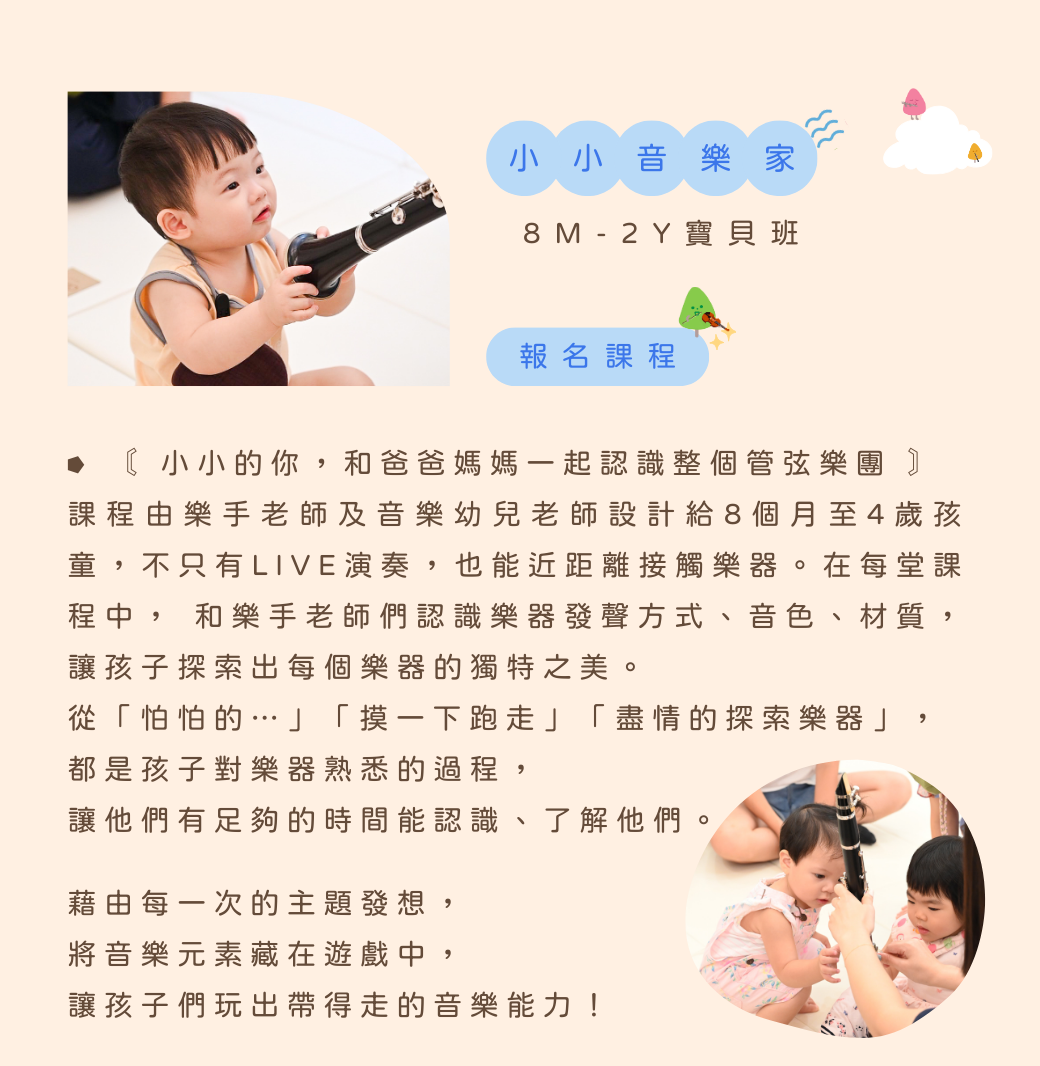 小小音樂家
8M-2Y寶貝班
報名課程
〖 小小的你，和爸爸媽媽一起認識整個管弦樂團 〗
課程由樂手老師及音樂幼兒老師設計給8個月至4歲孩
童，不只有LIVE演奏，也能近距離接觸樂器。在每堂課
程中， 和樂手老師們認識樂器發聲方式、音色、材質，
讓孩子探索出每個樂器的獨特之美。
從「怕怕的⋯」「摸一下跑走」「盡情的探索樂器」，
都是孩子對樂器熟悉的過程，
讓他們有足夠的時間能認識、了解他們。
藉由每一次的主題發想，
將音樂元素藏在遊戲中，
讓孩子們玩出帶得走的音樂能力！